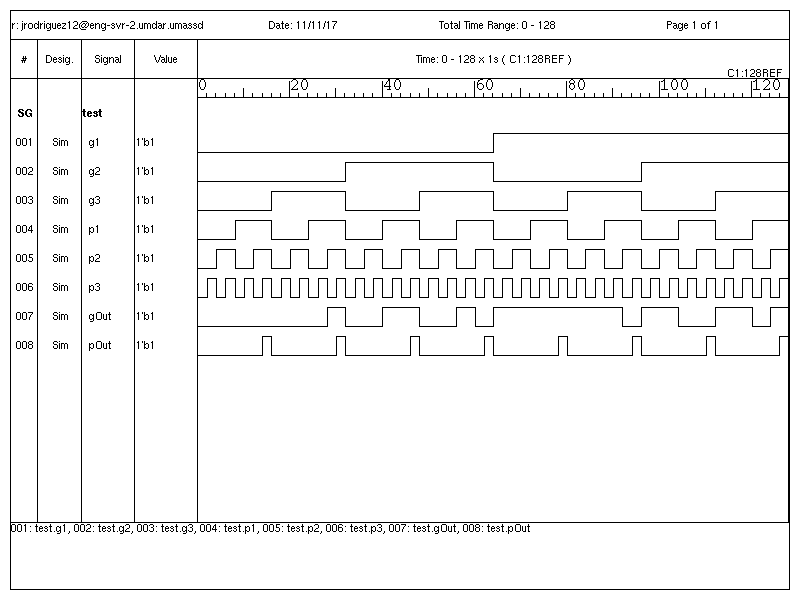 r: jrodriguez12@eng-svr-2.umdar.umassd Date: 11/11/17 Total Time Range: 0 - 128 Page 1 of 1
# Desig. Signal Value Time: 0 - 128 x 1s ( C1:128REF )
C1:128REF
0 20 40 60 80 100 120
SG test
001 Sim g1 1'b1
002 Sim g2 1'b1
003 Sim g3 1'b1
004 Sim p1 1'b1
005 Sim p2 1'b1
006 Sim p3 1'b1
007 Sim gOut 1'b1
008 Sim pOut 1'b1
001: test.g1, 002: test.g2, 003: test.g3, 004: test.p1, 005: test.p2, 006: test.p3, 007: test.gOut, 008: test.pOut